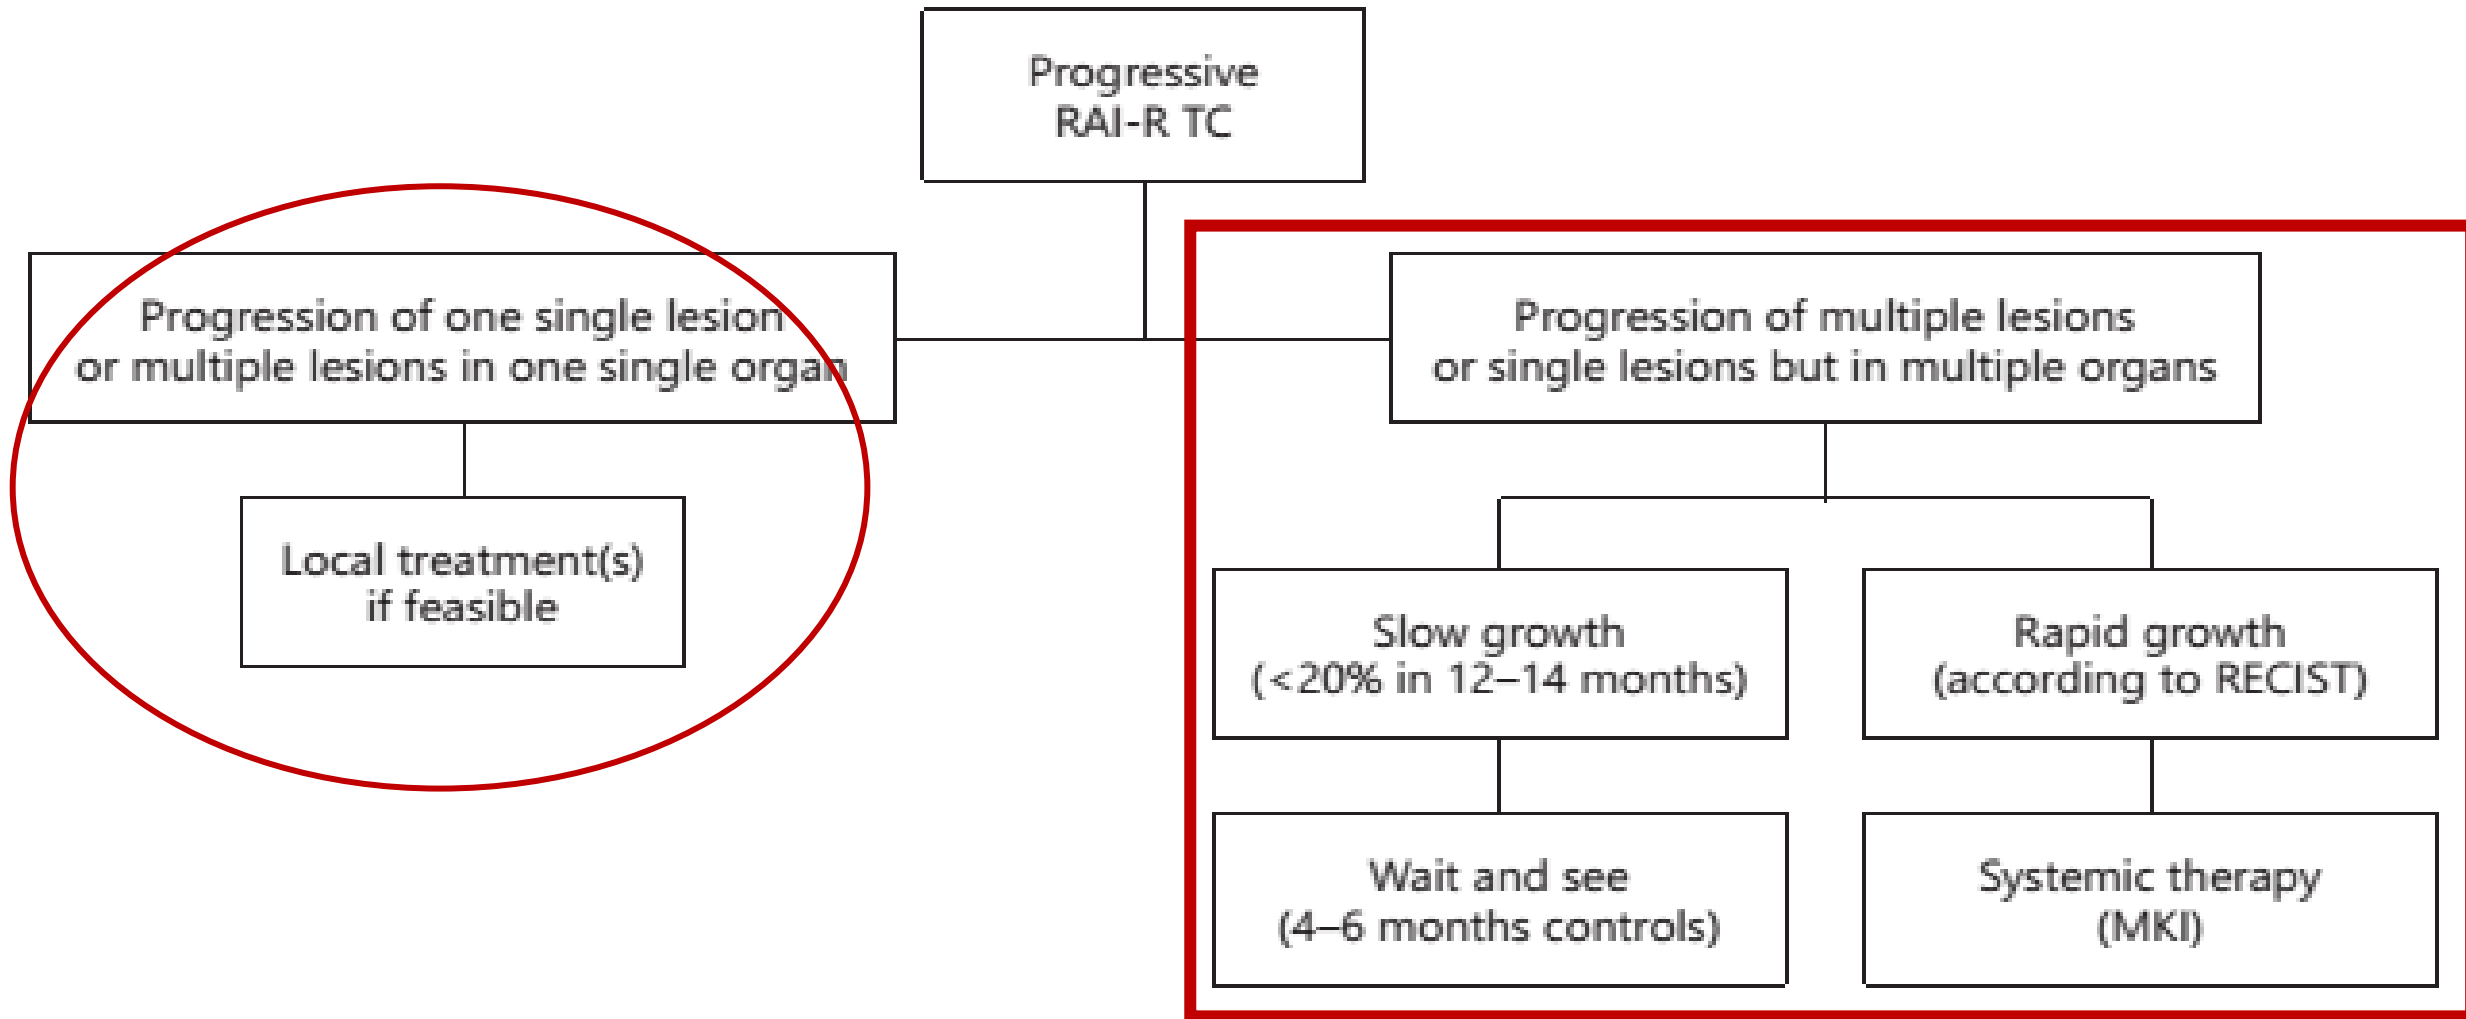 Progressive
RAI-R TC
Progression of one single lesion
or multiple lesions in one single organ
Progression of multiple lesions
or single lesions but in multiple organs
Local treatment(s)
if feasible
Slow growth
(<20% in 12–14 months)
Rapid growth
(according to RECIST)
Wait and see
(4–6 months controls)
Systemic therapy
(MKI)